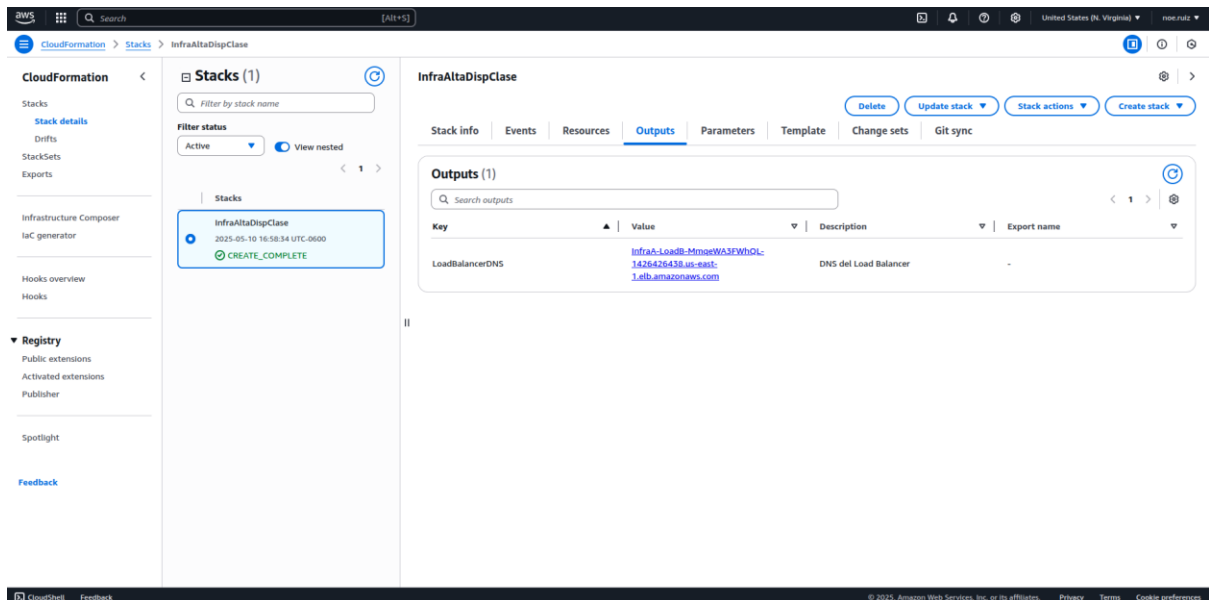 aws
Search
[Alt+S]
United States (N. Virginia)
noe.ruiz
CloudFormation
Stacks
InfraAltaDispClase
CloudFormation
Stacks
Stack details
Drifts
StackSets
Exports
Infrastructure Composer
IaC generator
Hooks overview
Hooks
Registry
Public extensions
Activated extensions
Publisher
Spotlight
Feedback
Stacks (1)
Filter by stack name
Filter status
Active
View nested
1
Stacks
InfraAltaDispClase
2025-05-10 16:58:34 UTC-0600
CREATE_COMPLETE
InfraAltaDispClase
Delete
Update stack
Stack actions
Create stack
Stack info
Events
Resources
Outputs
Parameters
Template
Change sets
Git sync
Outputs (1)
Search outputs
1
Key
Value
Description
Export name
LoadBalancerDNS
InfraA-LoadB-MmqeWA3FWhQL-
1426426438.us-east-
1.elb.amazonaws.com
DNS del Load Balancer
-
CloudShell
Feedback
© 2025, Amazon Web Services, Inc. or its affiliates.
Privacy
Terms
Cookie preferences